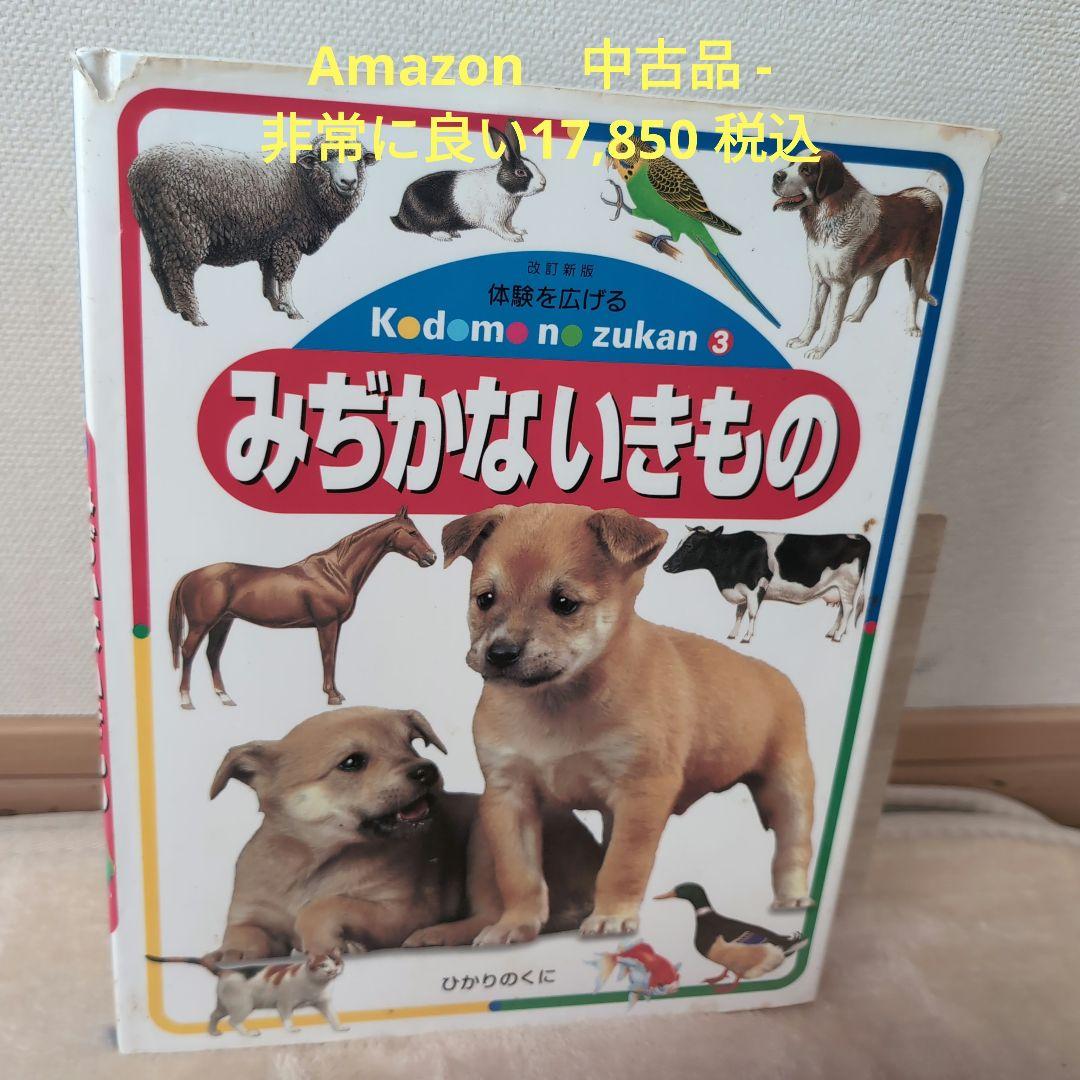 Amazon　中古品 -
非常に良い17,850 税込
改訂新版
体験を広げる
Kodomo no zukan 3
みぢかないきもの
ひかりのくに